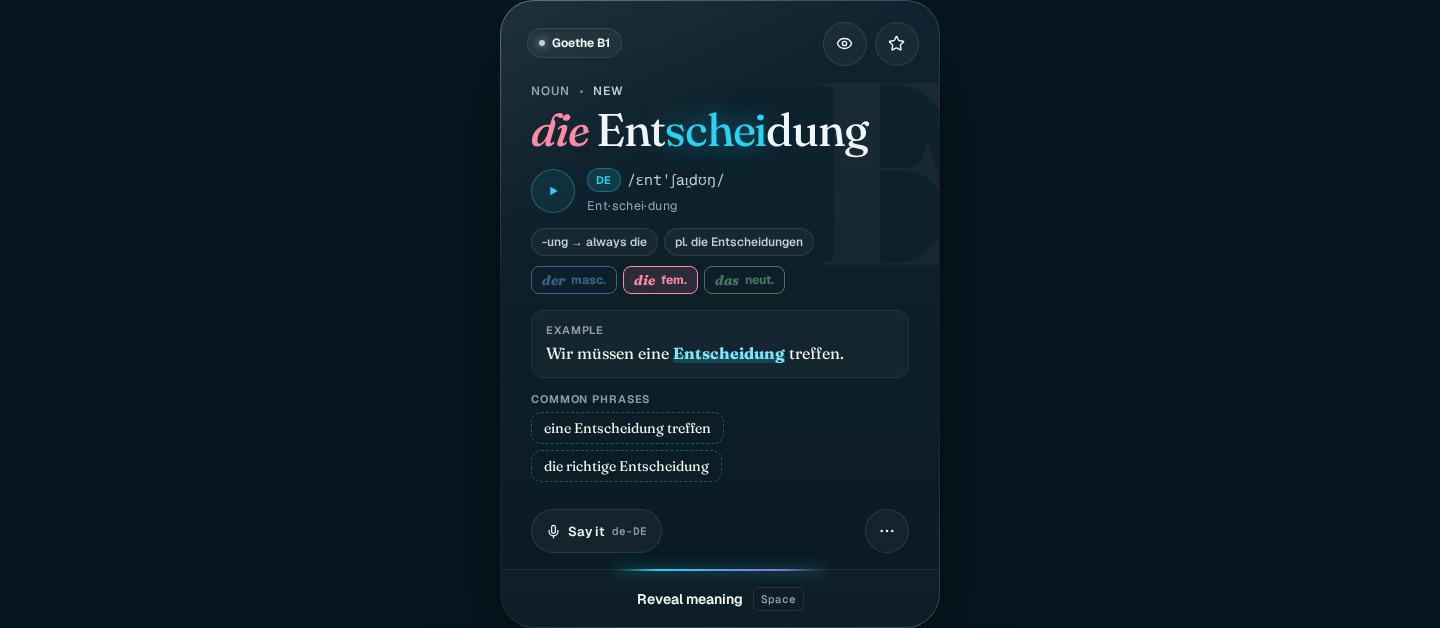 Goethe B1
NOUN • NEW
die Entscheidung
DE /ɛntˈʃaɪ̯dʊŋ/
Ent·schei·dung
-ung → always die
pl. die Entscheidungen
der masc.
die fem.
das neut.
EXAMPLE
Wir müssen eine Entscheidung treffen.
COMMON PHRASES
eine Entscheidung treffen
die richtige Entscheidung
Say it de-DE
Reveal meaning Space
E